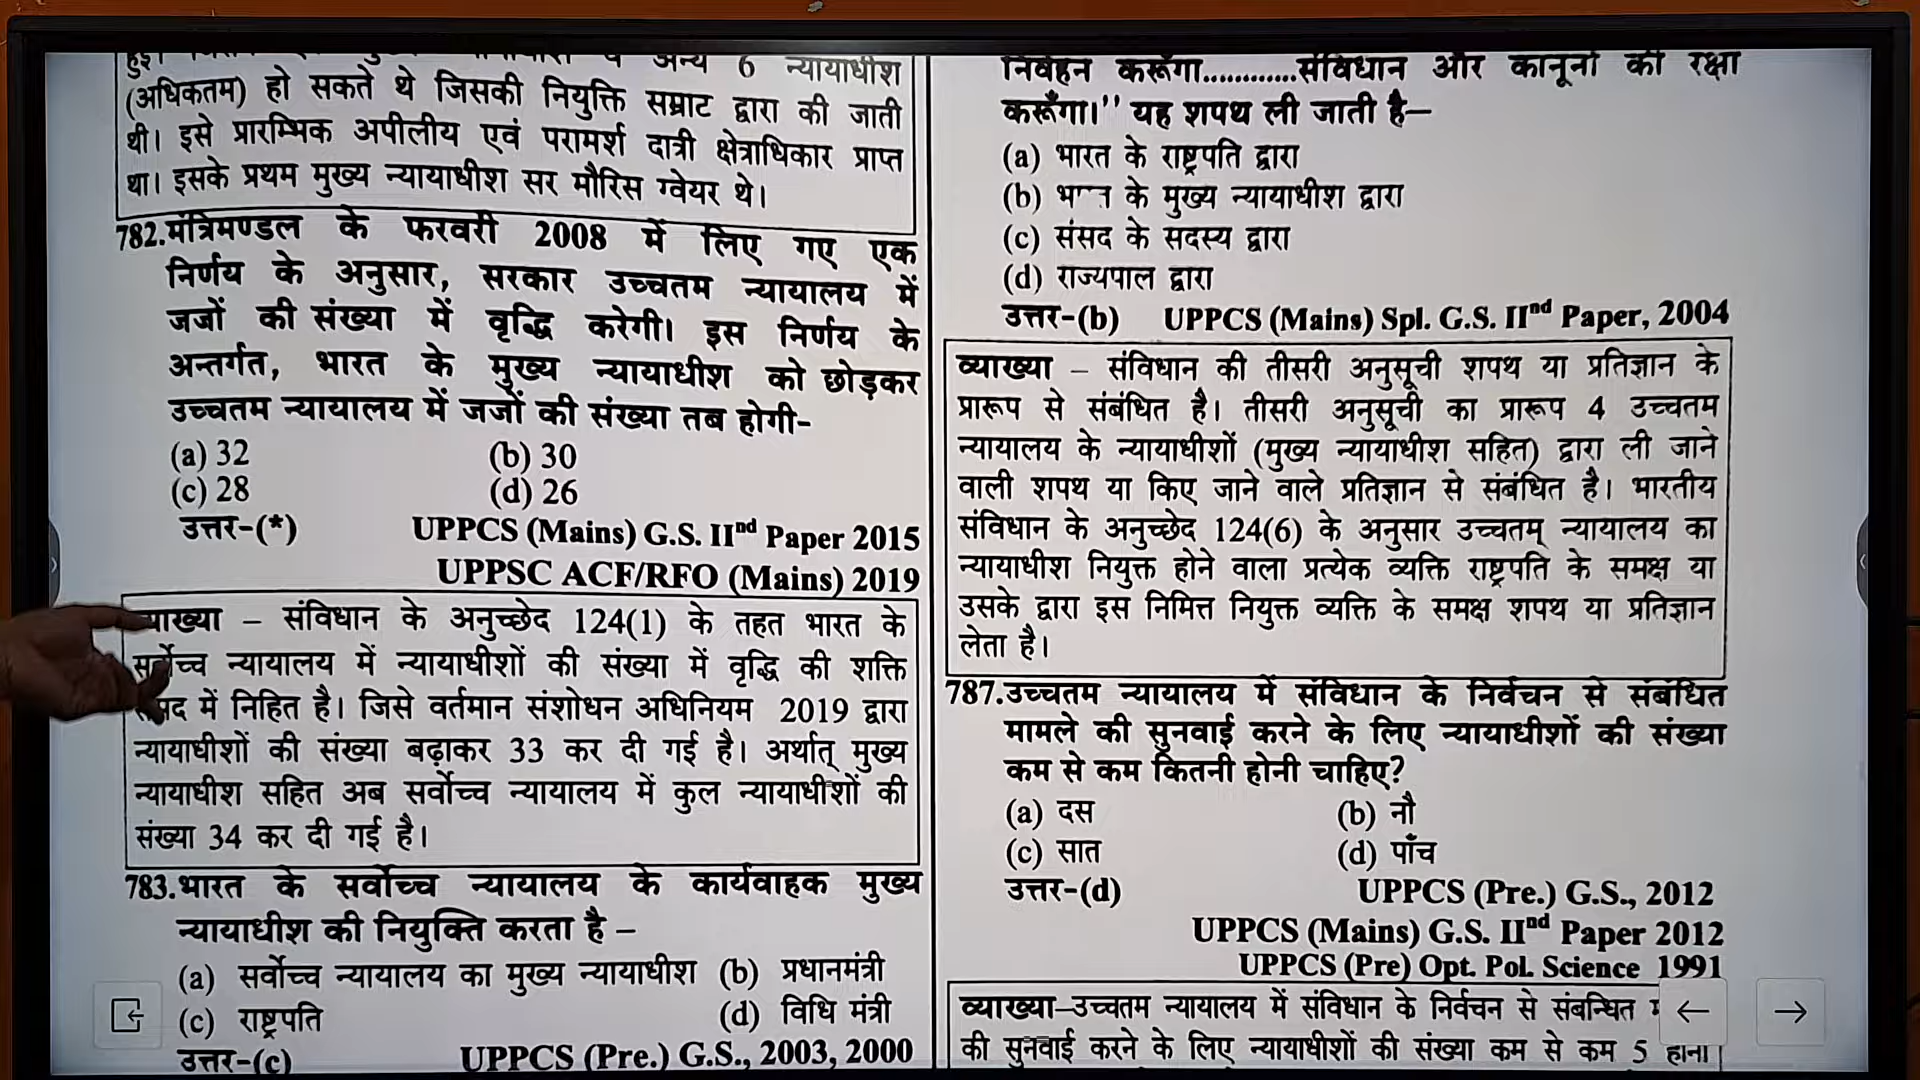 अन्य 6 न्यायाधीश
(अधिकतम) हो सकते थे जिसकी नियुक्ति सम्राट द्वारा की जाती
थी। इसे प्रारम्भिक अपीलीय एवं परामर्श दात्री क्षेत्राधिकार प्राप्त
था। इसके प्रथम मुख्य न्यायाधीश सर मौरिस ग्वेयर थे।
782.मंत्रिमण्डल के फरवरी 2008 में लिए गए एक
निर्णय के अनुसार, सरकार उच्चतम न्यायालय में
जजों की संख्या में वृद्धि करेगी। इस निर्णय के
अन्तर्गत, भारत के मुख्य न्यायाधीश को छोड़कर
उच्चतम न्यायालय में जजों की संख्या तब होगी-
(a) 32 (b) 30
(c) 28 (d) 26
उत्तर-(*) UPPCS (Mains) G.S. IInd Paper 2015
UPPSC ACF/RFO (Mains) 2019
– संविधान के अनुच्छेद 124(1) के तहत भारत के
सर्वोच्च न्यायालय में न्यायाधीशों की संख्या में वृद्धि की शक्ति
में निहित है। जिसे वर्तमान संशोधन अधिनियम 2019 द्वारा
न्यायाधीशों की संख्या बढ़ाकर 33 कर दी गई है। अर्थात् मुख्य
न्यायाधीश सहित अब सर्वोच्च न्यायालय में कुल न्यायाधीशों की
संख्या 34 कर दी गई है।
783.भारत के सर्वोच्च न्यायालय के कार्यवाहक मुख्य
न्यायाधीश की नियुक्ति करता है –
(a) सर्वोच्च न्यायालय का मुख्य न्यायाधीश (b) प्रधानमंत्री
(c) राष्ट्रपति (d) विधि मंत्री
उत्तर-(c) UPPCS (Pre.) G.S., 2003, 2000
निर्वहन करूँगा............संविधान और कानूनों की रक्षा
करूँगा।'' यह शपथ ली जाती है–
(a) भारत के राष्ट्रपति द्वारा
(b) के मुख्य न्यायाधीश द्वारा
(c) संसद के सदस्य द्वारा
(d) राज्यपाल द्वारा
उत्तर-(b) UPPCS (Mains) Spl. G.S. IInd Paper, 2004
व्याख्या – संविधान की तीसरी अनुसूची शपथ या प्रतिज्ञान के
प्रारूप से संबंधित है। तीसरी अनुसूची का प्रारूप 4 उच्चतम
न्यायालय के न्यायाधीशों (मुख्य न्यायाधीश सहित) द्वारा ली जाने
वाली शपथ या किए जाने वाले प्रतिज्ञान से संबंधित है। भारतीय
संविधान के अनुच्छेद 124(6) के अनुसार उच्चतम् न्यायालय का
न्यायाधीश नियुक्त होने वाला प्रत्येक व्यक्ति राष्ट्रपति के समक्ष या
उसके द्वारा इस निमित्त नियुक्त व्यक्ति के समक्ष शपथ या प्रतिज्ञान
लेता है।
787.उच्चतम न्यायालय में संविधान के निर्वचन से संबंधित
मामले की सुनवाई करने के लिए न्यायाधीशों की संख्या
कम से कम कितनी होनी चाहिए?
(a) दस (b) नौ
(c) सात (d) पाँच
उत्तर-(d) UPPCS (Pre.) G.S., 2012
UPPCS (Mains) G.S. IInd Paper 2012
UPPCS (Pre) Opt. Pol. Science 1991
व्याख्या–उच्चतम न्यायालय में संविधान के निर्वचन से संबन्धित
की सुनवाई करने के लिए न्यायाधीशों की संख्या कम से कम 5 होना